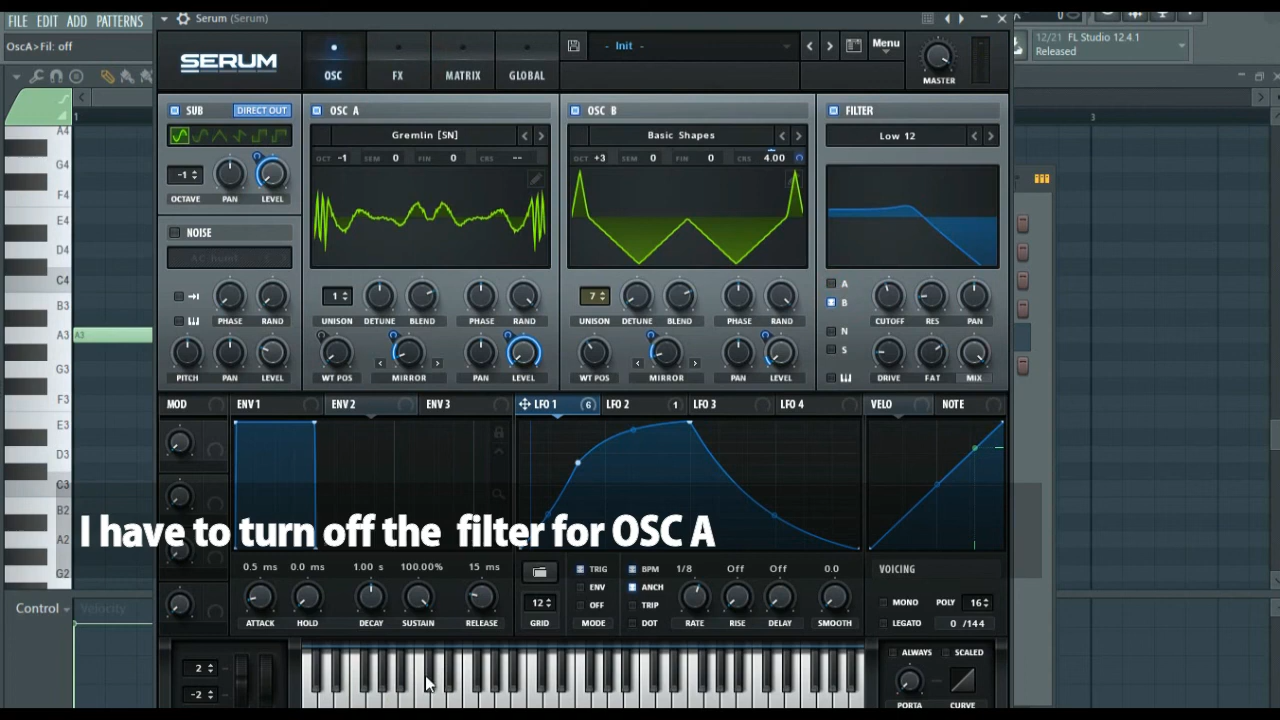 FILE EDIT ADD PATTERNS
Serum (Serum)
OscA>Fil: off
12/21 FL Studio 12.4.1
Released
SERUM
OSC FX MATRIX GLOBAL
- Init -
Menu
MASTER
SUB DIRECT OUT
OSC A
OSC B
FILTER
Gremlin [SN]
Basic Shapes
Low 12
OCT -1 SEM 0 FIN 0 CRS --
OCT +3 SEM 0 FIN 0 CRS 4.00
-1
OCTAVE PAN LEVEL
NOISE
AC hum1
PHASE RAND
PITCH PAN LEVEL
1
UNISON DETUNE BLEND PHASE RAND
WT POS MIRROR PAN LEVEL
7
UNISON DETUNE BLEND PHASE RAND
WT POS MIRROR PAN LEVEL
A
B
N
S
CUTOFF RES PAN
DRIVE FAT MIX
MOD ENV 1 ENV 2 ENV 3 LFO 1 6 LFO 2 1 LFO 3 LFO 4 VELO NOTE
I have to turn off the filter for OSC A
0.5 ms 0.0 ms 1.00 s 100.00% 15 ms
ATTACK HOLD DECAY SUSTAIN RELEASE
12
GRID
TRIG
ENV
OFF
MODE
BPM
ANCH
TRIP
DOT
1/8 Off Off 0.0
RATE RISE DELAY SMOOTH
VOICING
MONO POLY 16
LEGATO 0 /144
ALWAYS SCALED
PORTA CURVE
2
-2
1
3
A4
G4
F4
E4
D4
C4
B3
A3 A3
G3
F3
E3
D3
C3
B2
A2
G2
Control Velocity